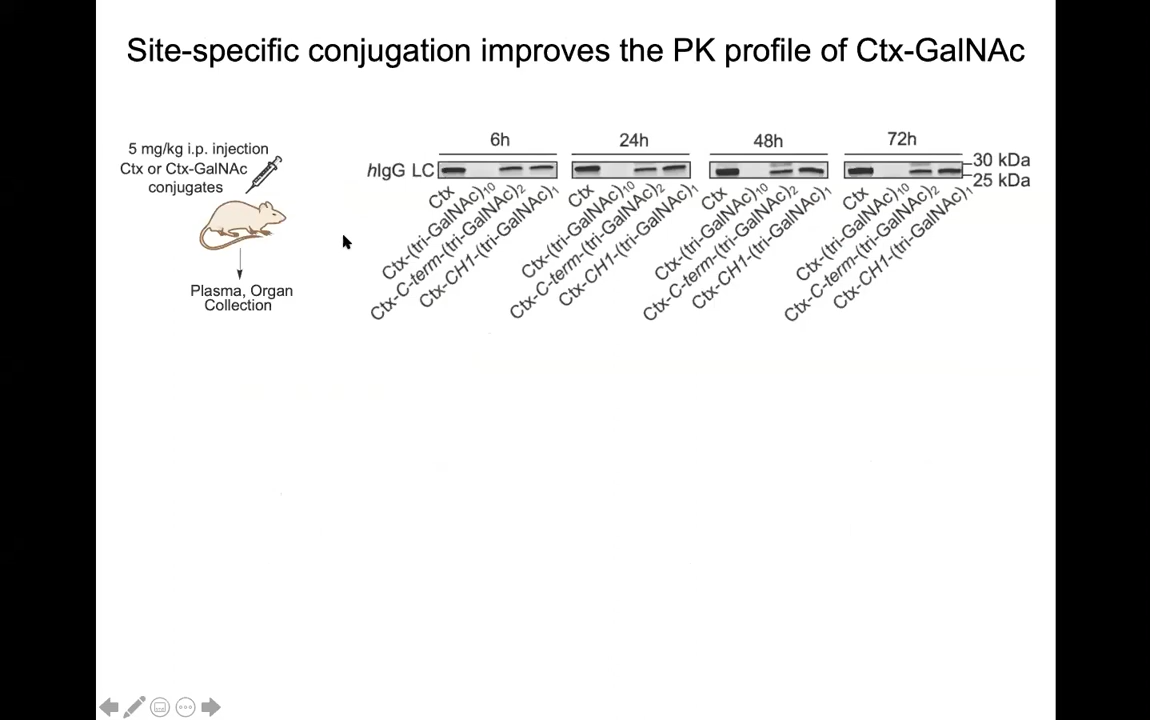 Site-specific conjugation improves the PK profile of Ctx-GalNAc
5 mg/kg i.p. injection
Ctx or Ctx-GalNAc
conjugates
Plasma, Organ
Collection
6h
24h
48h
72h
hIgG LC
30 kDa
25 kDa
Ctx
Ctx-(tri-GalNAc)10
Ctx-C-term-(tri-GalNAc)2
Ctx-CH1-(tri-GalNAc)1
Ctx
Ctx-(tri-GalNAc)10
Ctx-C-term-(tri-GalNAc)2
Ctx-CH1-(tri-GalNAc)1
Ctx
Ctx-(tri-GalNAc)10
Ctx-C-term-(tri-GalNAc)2
Ctx-CH1-(tri-GalNAc)1
Ctx
Ctx-(tri-GalNAc)10
Ctx-C-term-(tri-GalNAc)2
Ctx-CH1-(tri-GalNAc)1